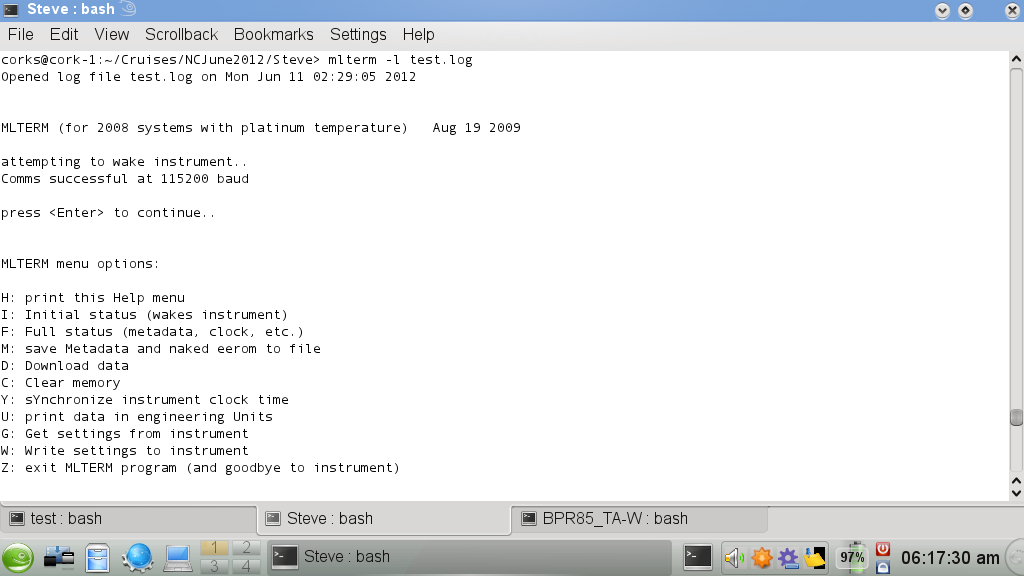 Steve : bash
File Edit View Scrollback Bookmarks Settings Help
corks@cork-1:~/Cruises/NCJune2012/Steve> mlterm -l test.log
Opened log file test.log on Mon Jun 11 02:29:05 2012
MLTERM (for 2008 systems with platinum temperature)   Aug 19 2009
attempting to wake instrument..
Comms successful at 115200 baud
press <Enter> to continue..
MLTERM menu options:
H: print this Help menu
I: Initial status (wakes instrument)
F: Full status (metadata, clock, etc.)
M: save Metadata and naked eerom to file
D: Download data
C: Clear memory
Y: sYnchronize instrument clock time
U: print data in engineering Units
G: Get settings from instrument
W: Write settings to instrument
Z: exit MLTERM program (and goodbye to instrument)
test : bash Steve : bash BPR85_TA-W : bash
1 2
3 4
Steve : bash 97% 06:17:30 am